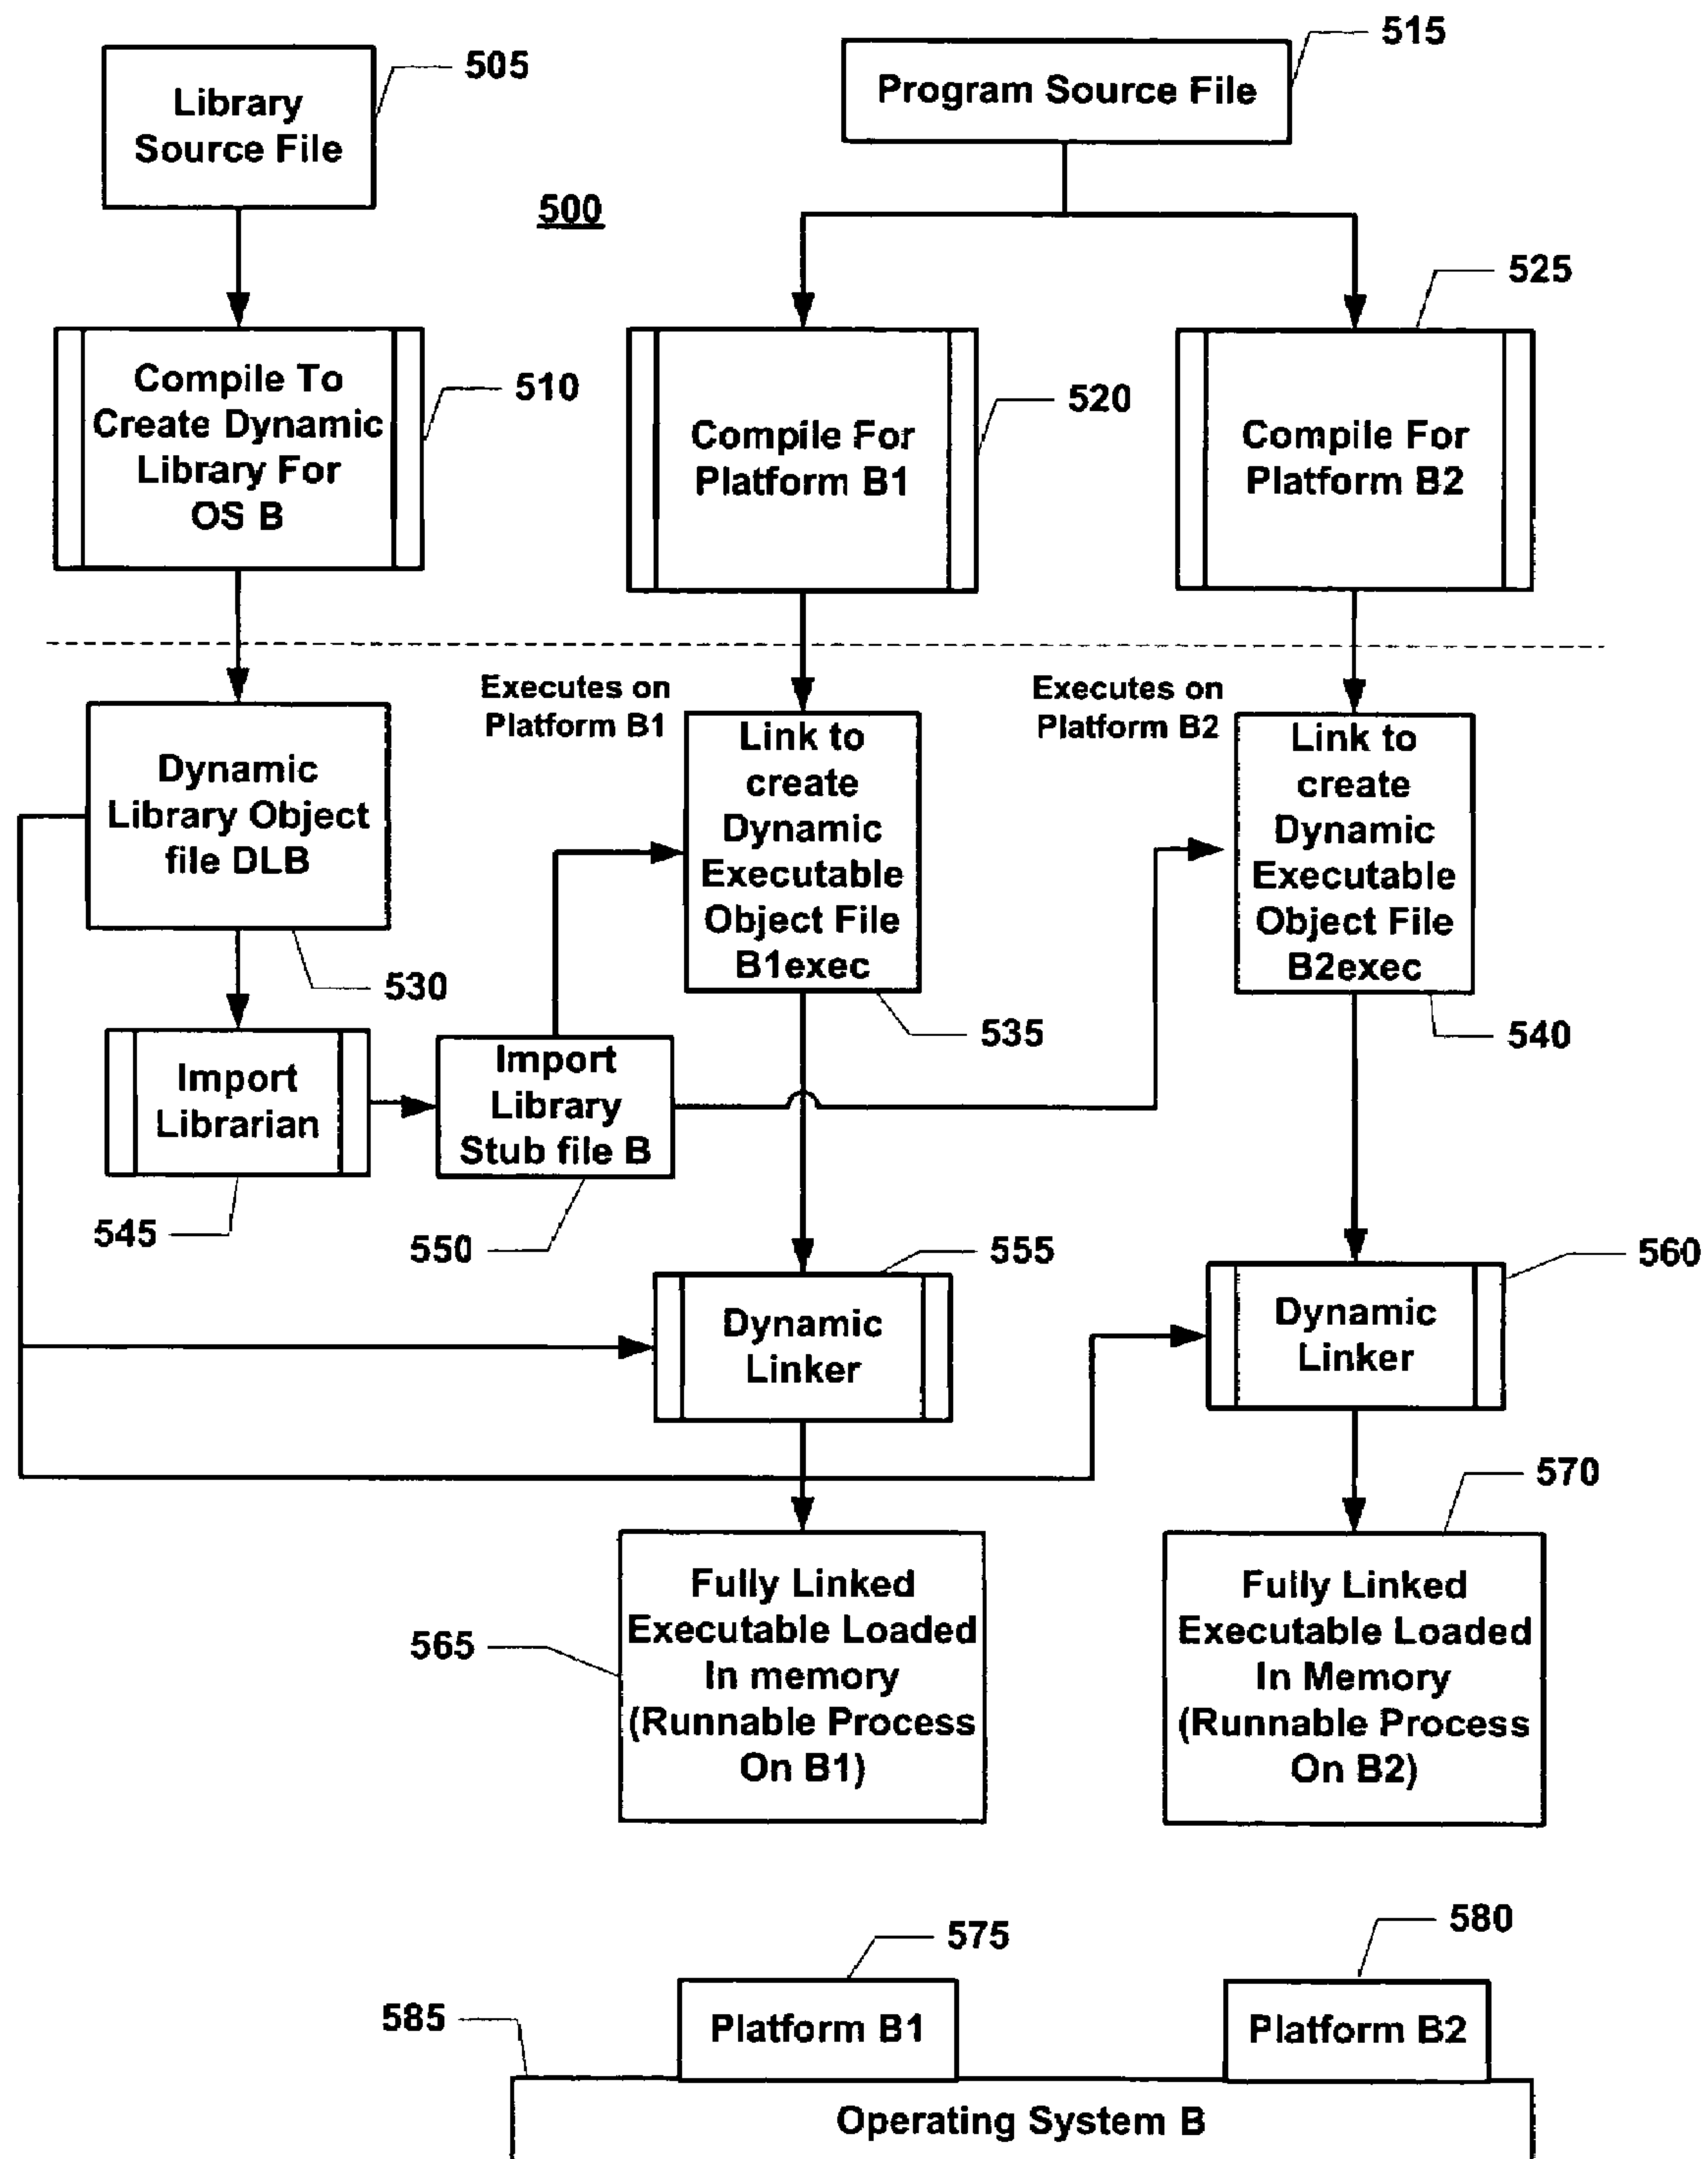 515
Program Source File
505
Library
Source File
500
525
Compile To
Create Dynamic
Library For
OS B
510
Compile For
Platform B1
520
Compile For
Platform B2
Executes on
Platform B1
Executes on
Platform B2
Dynamic
Library Object
file DLB
530
Link to
create
Dynamic
Executable
Object File
B1exec
535
Link to
create
Dynamic
Executable
Object File
B2exec
540
Import
Librarian
545
Import
Library
Stub file B
550
555
Dynamic
Linker
560
Dynamic
Linker
570
565
Fully Linked
Executable Loaded
In memory
(Runnable Process
On B1)
Fully Linked
Executable Loaded
In Memory
(Runnable Process
On B2)
575
580
585
Platform B1
Platform B2
Operating System B